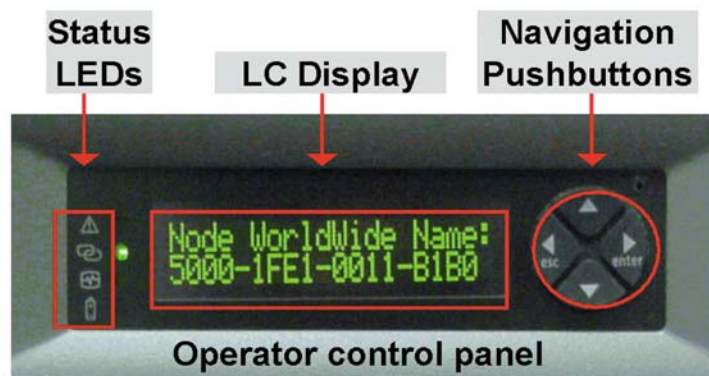 Status
LEDs
LC Display
Navigation
Pushbuttons
Node WorldWide Name:
5000-1FE1-0011-B1B0
esc
enter
Operator control panel